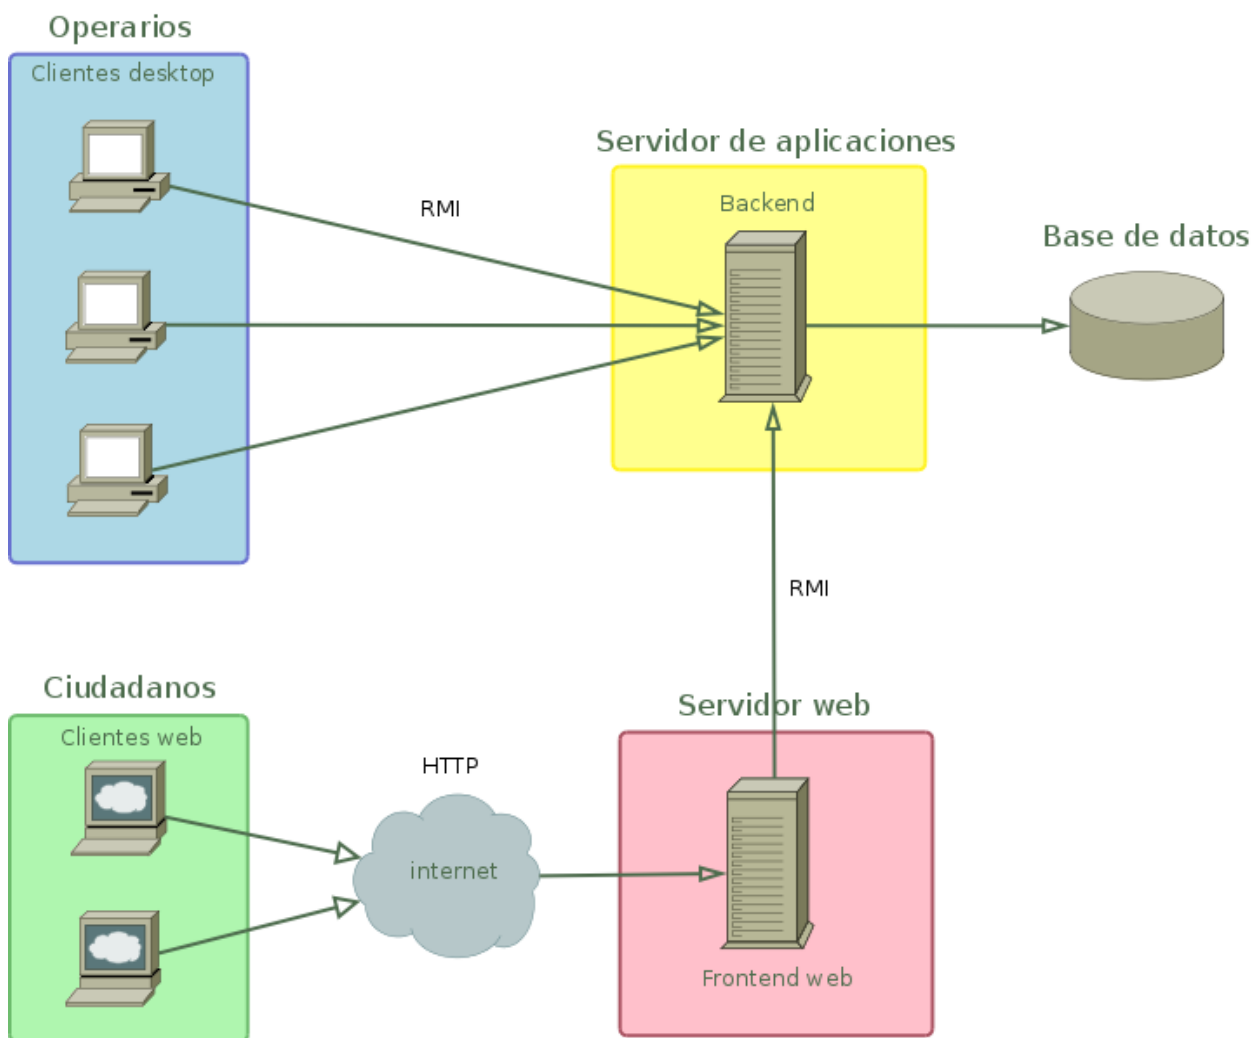 Operarios
Clientes desktop
RMI
Servidor de aplicaciones
Backend
Base de datos
RMI
Ciudadanos
Clientes web
HTTP
internet
Servidor web
Frontend web